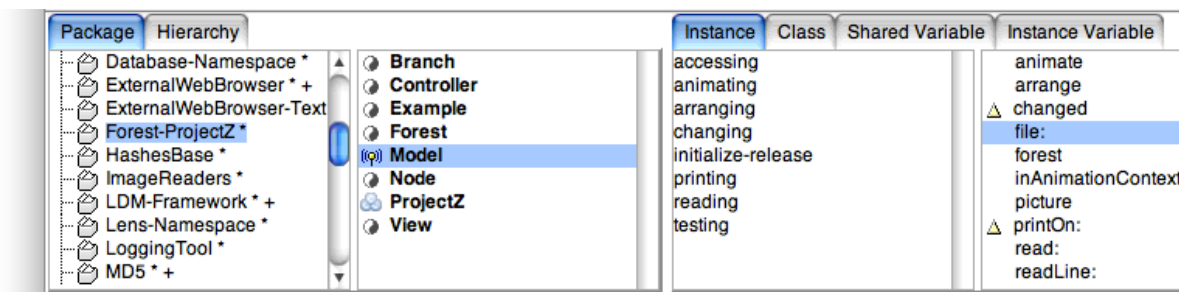 Package Hierarchy Instance Class Shared Variable Instance Variable
Database-Namespace *
ExternalWebBrowser * +
ExternalWebBrowser-Text
Forest-ProjectZ *
HashesBase *
ImageReaders *
LDM-Framework * +
Lens-Namespace *
LoggingTool *
MD5 * +
Branch
Controller
Example
Forest
Model
Node
ProjectZ
View
accessing
animating
arranging
changing
initialize-release
printing
reading
testing
animate
arrange
changed
file:
forest
inAnimationContext
picture
printOn:
read:
readLine: